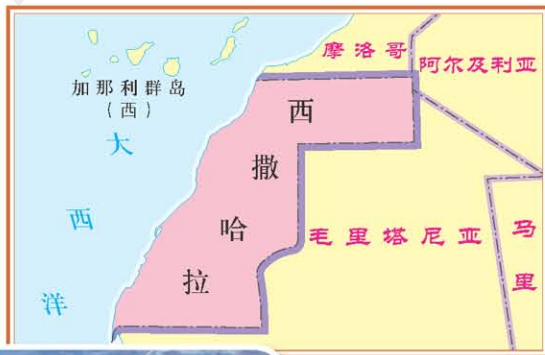 摩洛哥
阿尔及利亚
加那利群岛
（西）
大西洋
西撒哈拉
毛里塔尼亚
马里